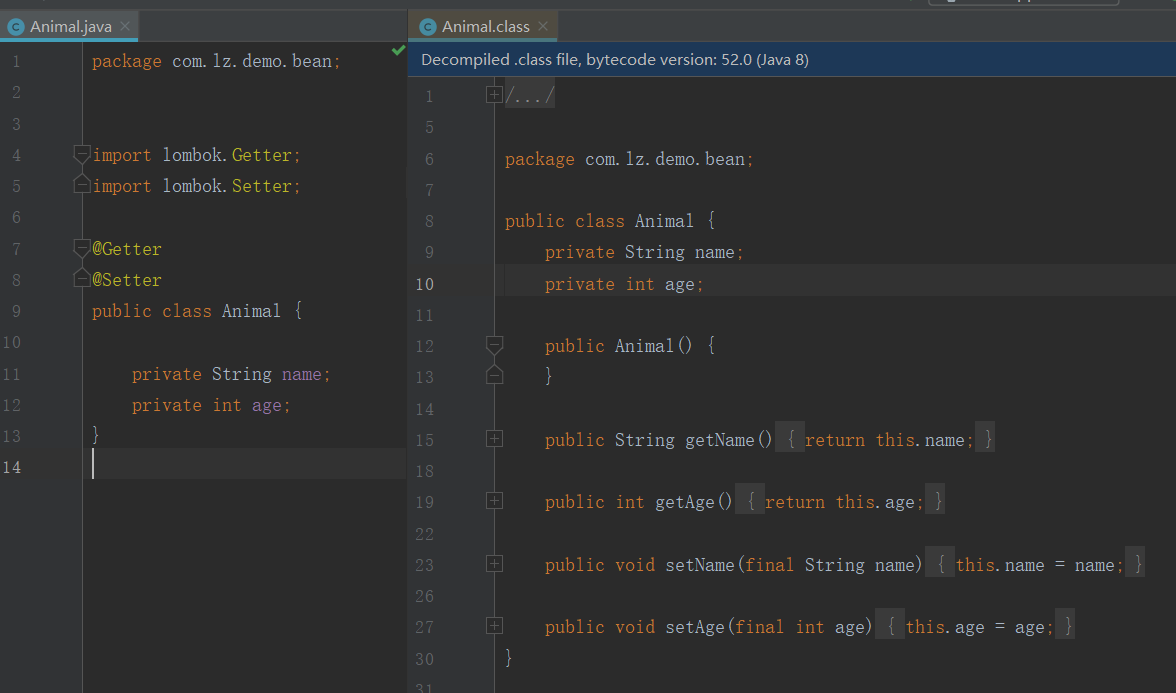 Animal.java
1 package com.lz.demo.bean;
2
3
4 import lombok.Getter;
5 import lombok.Setter;
6
7 @Getter
8 @Setter
9 public class Animal {
10
11 private String name;
12 private int age;
13 }
14
Animal.class
Decompiled .class file, bytecode version: 52.0 (Java 8)
1 /.../
5
6 package com.lz.demo.bean;
7
8 public class Animal {
9 private String name;
10 private int age;
11
12 public Animal() {
13 }
14
15 public String getName() { return this.name; }
18
19 public int getAge() { return this.age; }
22
23 public void setName(final String name) { this.name = name; }
26
27 public void setAge(final int age) { this.age = age; }
30 }
31